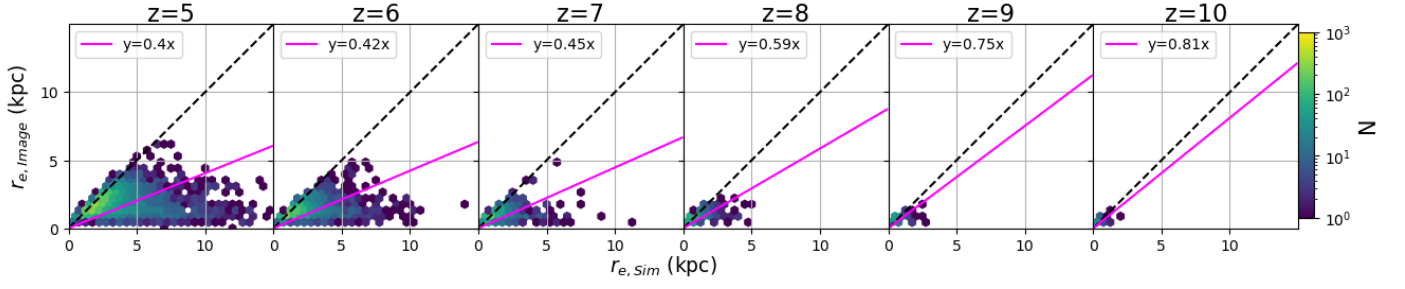 z=5 z=6 z=7 z=8 z=9 z=10
y=0.4x y=0.42x y=0.45x y=0.59x y=0.75x y=0.81x
10
5
0
r_{e, Image} (kpc)
0 5 10 0 5 10 0 5 10 0 5 10 0 5 10 0 5 10
r_{e, Sim} (kpc)
10^3
10^2
10^1
10^0
N